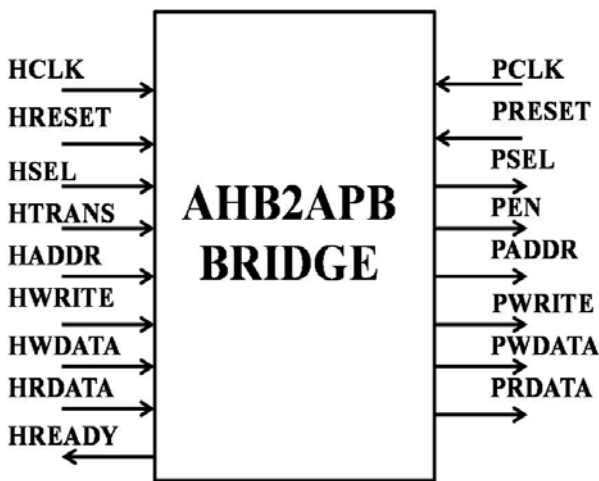 HCLK
HRESET
HSEL
HTRANS
HADDR
HWRITE
HWDATA
HRDATA
HREADY
AHB2APB
BRIDGE
PCLK
PRESET
PSEL
PEN
PADDR
PWRITE
PWDATA
PRDATA